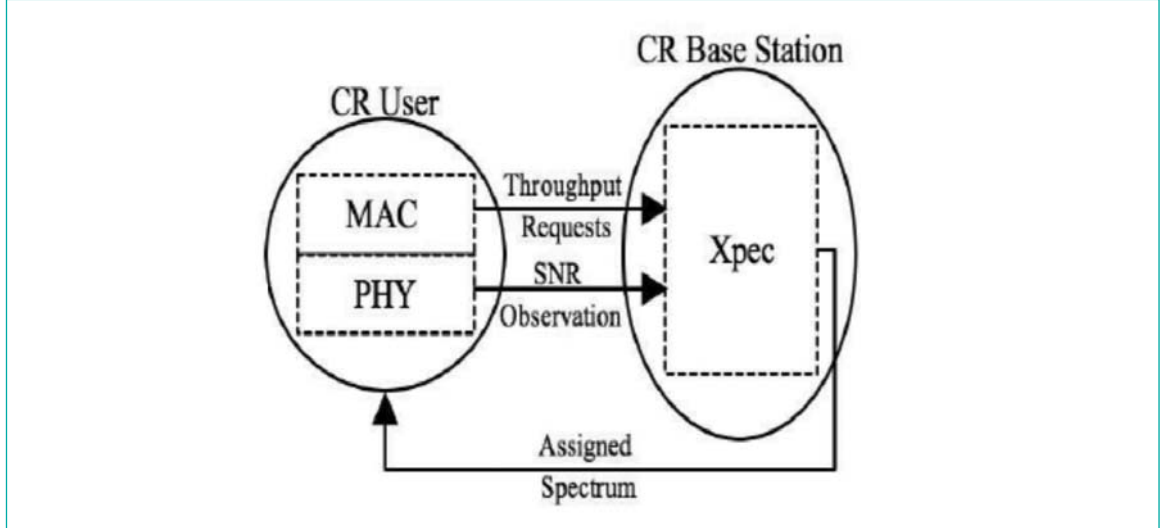 CR Base Station
CR User
MAC
PHY
Throughput
Requests
SNR
Observation
Xpec
Assigned
Spectrum